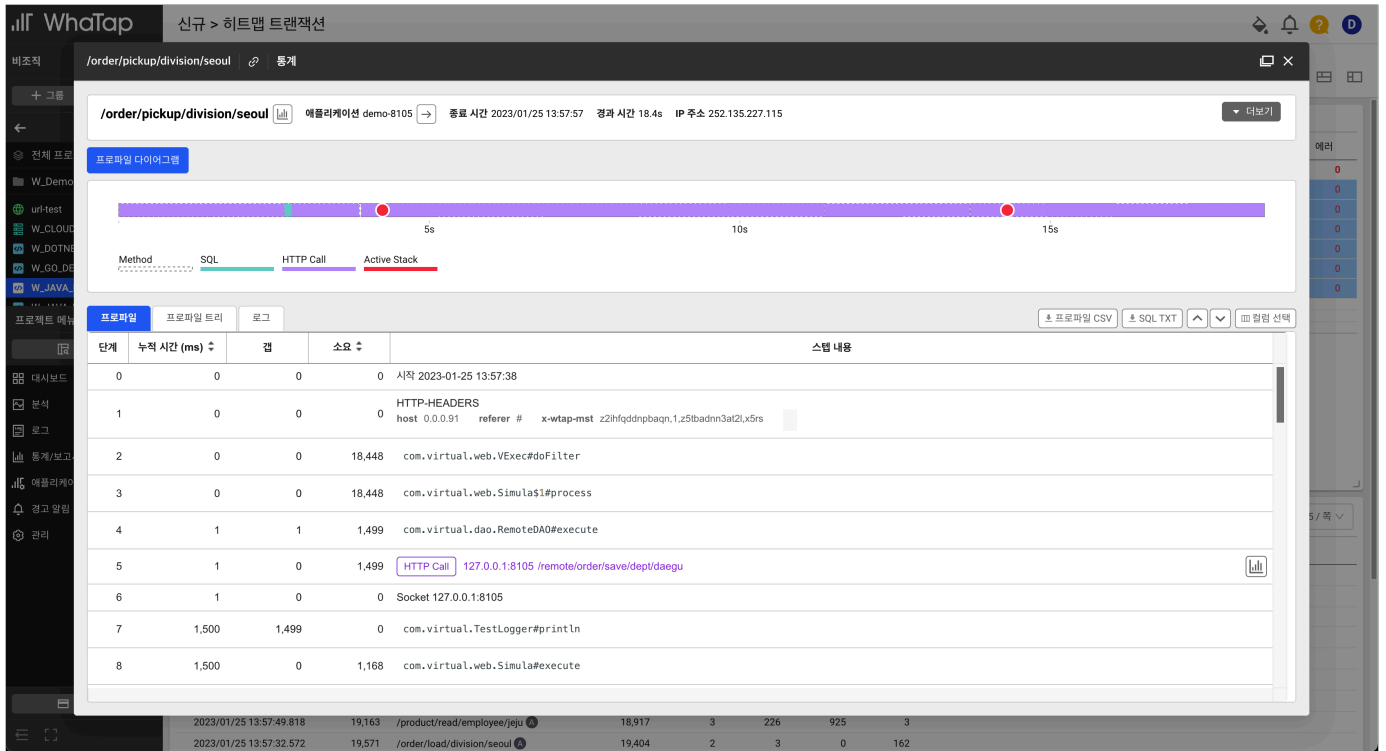 WhaTap 신규 > 히트맵 트랜잭션 ? D
비조직
+ 그룹
전체 프로
W_Demo
url-test
W_CLOUD
W_DOTNE
W_GO_DE
W_JAVA_
프로젝트 메뉴
대시보드
분석
로그
통계/보고
애플리케이
경고 알림
관리
/order/pickup/division/seoul 통계
/order/pickup/division/seoul 애플리케이션 demo-8105 → 종료 시간 2023/01/25 13:57:57 경과 시간 18.4s IP 주소 252.135.227.115 더보기
프로파일 다이어그램
5s 10s 15s
Method SQL HTTP Call Active Stack
프로파일 프로파일 트리 로그 프로파일 CSV SQL TXT 컬럼 선택
단계 누적 시간 (ms) 갭 소요 스텝 내용
0 0 0 0 시작 2023-01-25 13:57:38
1 0 0 0 HTTP-HEADERS
host 0.0.0.91 referer # x-wtap-mst z2ihfqddnpbaqn,1,z5tbadnn3at2l,x5rs
2 0 0 18,448 com.virtual.web.VExec#doFilter
3 0 0 18,448 com.virtual.web.Simula$1#process
4 1 1 1,499 com.virtual.dao.RemoteDAO#execute
5 1 0 1,499 HTTP Call 127.0.0.1:8105 /remote/order/save/dept/daegu
6 1 0 0 Socket 127.0.0.1:8105
7 1,500 1,499 0 com.virtual.TestLogger#println
8 1,500 0 1,168 com.virtual.web.Simula#execute
에러
0
0
0
0
0
0
0
5 / 쪽
2023/01/25 13:57:49.818 19,163 /product/read/employee/jeju A 18,917 3 226 925 3
2023/01/25 13:57:32.572 19,571 /order/load/division/seoul A 19,404 2 3 0 162